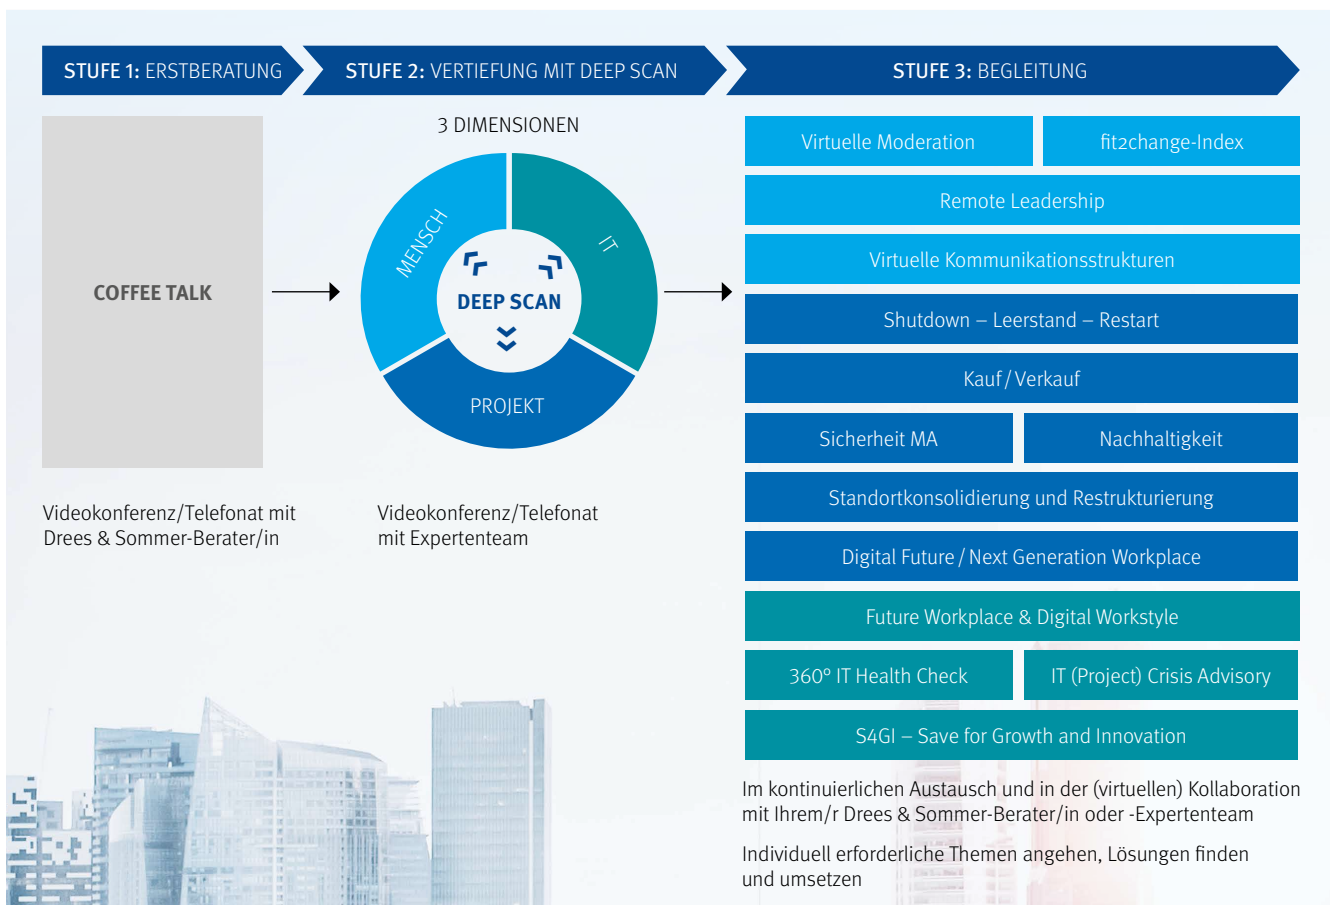 STUFE 1: ERSTBERATUNG
STUFE 2: VERTIEFUNG MIT DEEP SCAN
STUFE 3: BEGLEITUNG
COFFEE TALK
Videokonferenz/Telefonat mit
Drees & Sommer-Berater/in
3 DIMENSIONEN
MENSCH
IT
DEEP SCAN
PROJEKT
Videokonferenz/Telefonat
mit Expertenteam
Virtuelle Moderation
fit2change-Index
Remote Leadership
Virtuelle Kommunikationsstrukturen
Shutdown – Leerstand – Restart
Kauf / Verkauf
Sicherheit MA
Nachhaltigkeit
Standortkonsolidierung und Restrukturierung
Digital Future / Next Generation Workplace
Future Workplace & Digital Workstyle
360° IT Health Check
IT (Project) Crisis Advisory
S4GI – Save for Growth and Innovation
Im kontinuierlichen Austausch und in der (virtuellen) Kollaboration
mit Ihrem/r Drees & Sommer-Berater/in oder -Expertenteam
Individuell erforderliche Themen angehen, Lösungen finden
und umsetzen